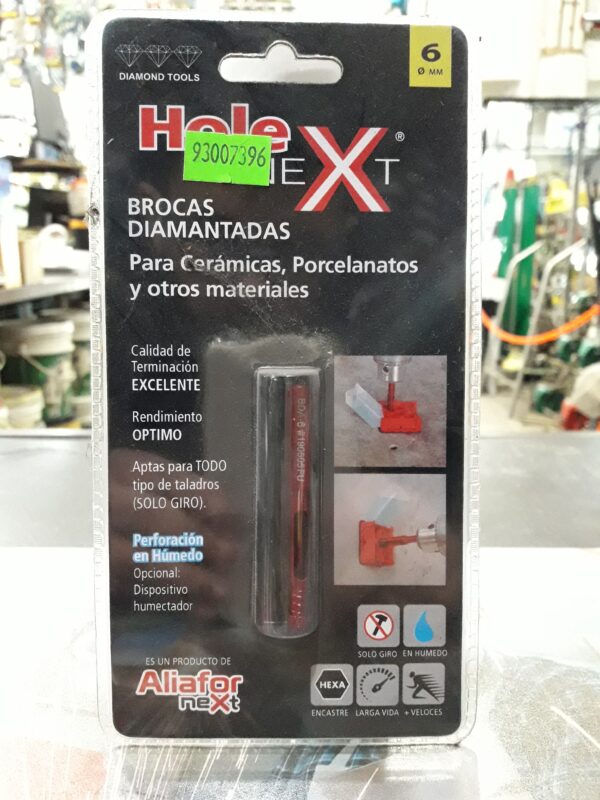 DIAMOND TOOLS
6
Ø MM
Hole
93007396
NEXT®
BROCAS
DIAMANTADAS
Para Cerámicas, Porcelanatos
y otros materiales
Calidad de
Terminación
EXCELENTE
Rendimiento
OPTIMO
Aptas para TODO
tipo de taladros
(SOLO GIRO).
Perforación
en Húmedo
Opcional:
Dispositivo
humectador
SOLO GIRO
EN HUMEDO
ES UN PRODUCTO DE
Aliafor
neXt
HEXA
ENCASTRE
LARGA VIDA
+ VELOCES